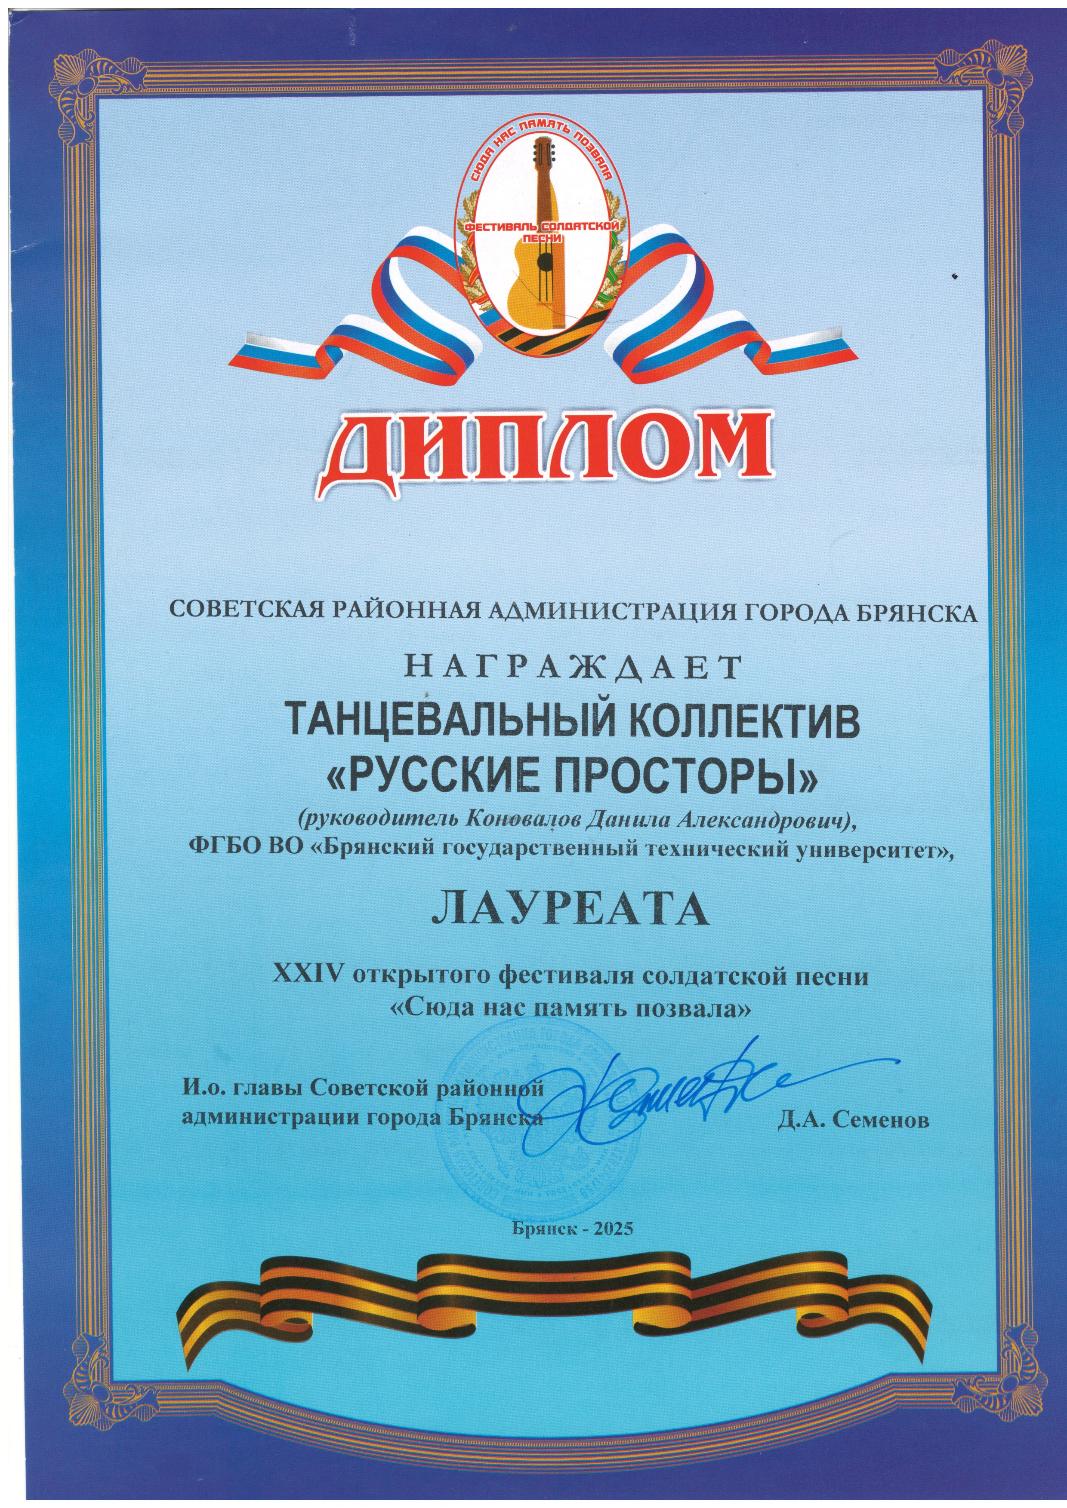 СЮДА НАС ПАМЯТЬ ПОЗВАЛА
ФЕСТИВАЛЬ СОЛДАТСКОЙ
ПЕСНИ
ДИПЛОМ
СОВЕТСКАЯ РАЙОННАЯ АДМИНИСТРАЦИЯ ГОРОДА БРЯНСКА
НАГРАЖДАЕТ
ТАНЦЕВАЛЬНЫЙ КОЛЛЕКТИВ
«РУССКИЕ ПРОСТОРЫ»
(руководитель Коновалов Данила Александрович),
ФГБО ВО «Брянский государственный технический университет»,
ЛАУРЕАТА
XXIV открытого фестиваля солдатской песни
«Сюда нас память позвала»
И.о. главы Советской районной
администрации города Брянска
Д.А. Семенов
Брянск - 2025